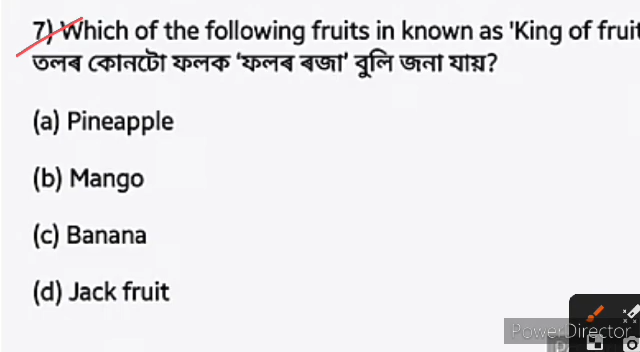 7) Which of the following fruits in known as 'King of fruit
তলৰ কোনটো ফলক ‘ফলৰ ৰজা’ বুলি জনা যায়?
(a) Pineapple
(b) Mango
(c) Banana
(d) Jack fruit
PowerDirector